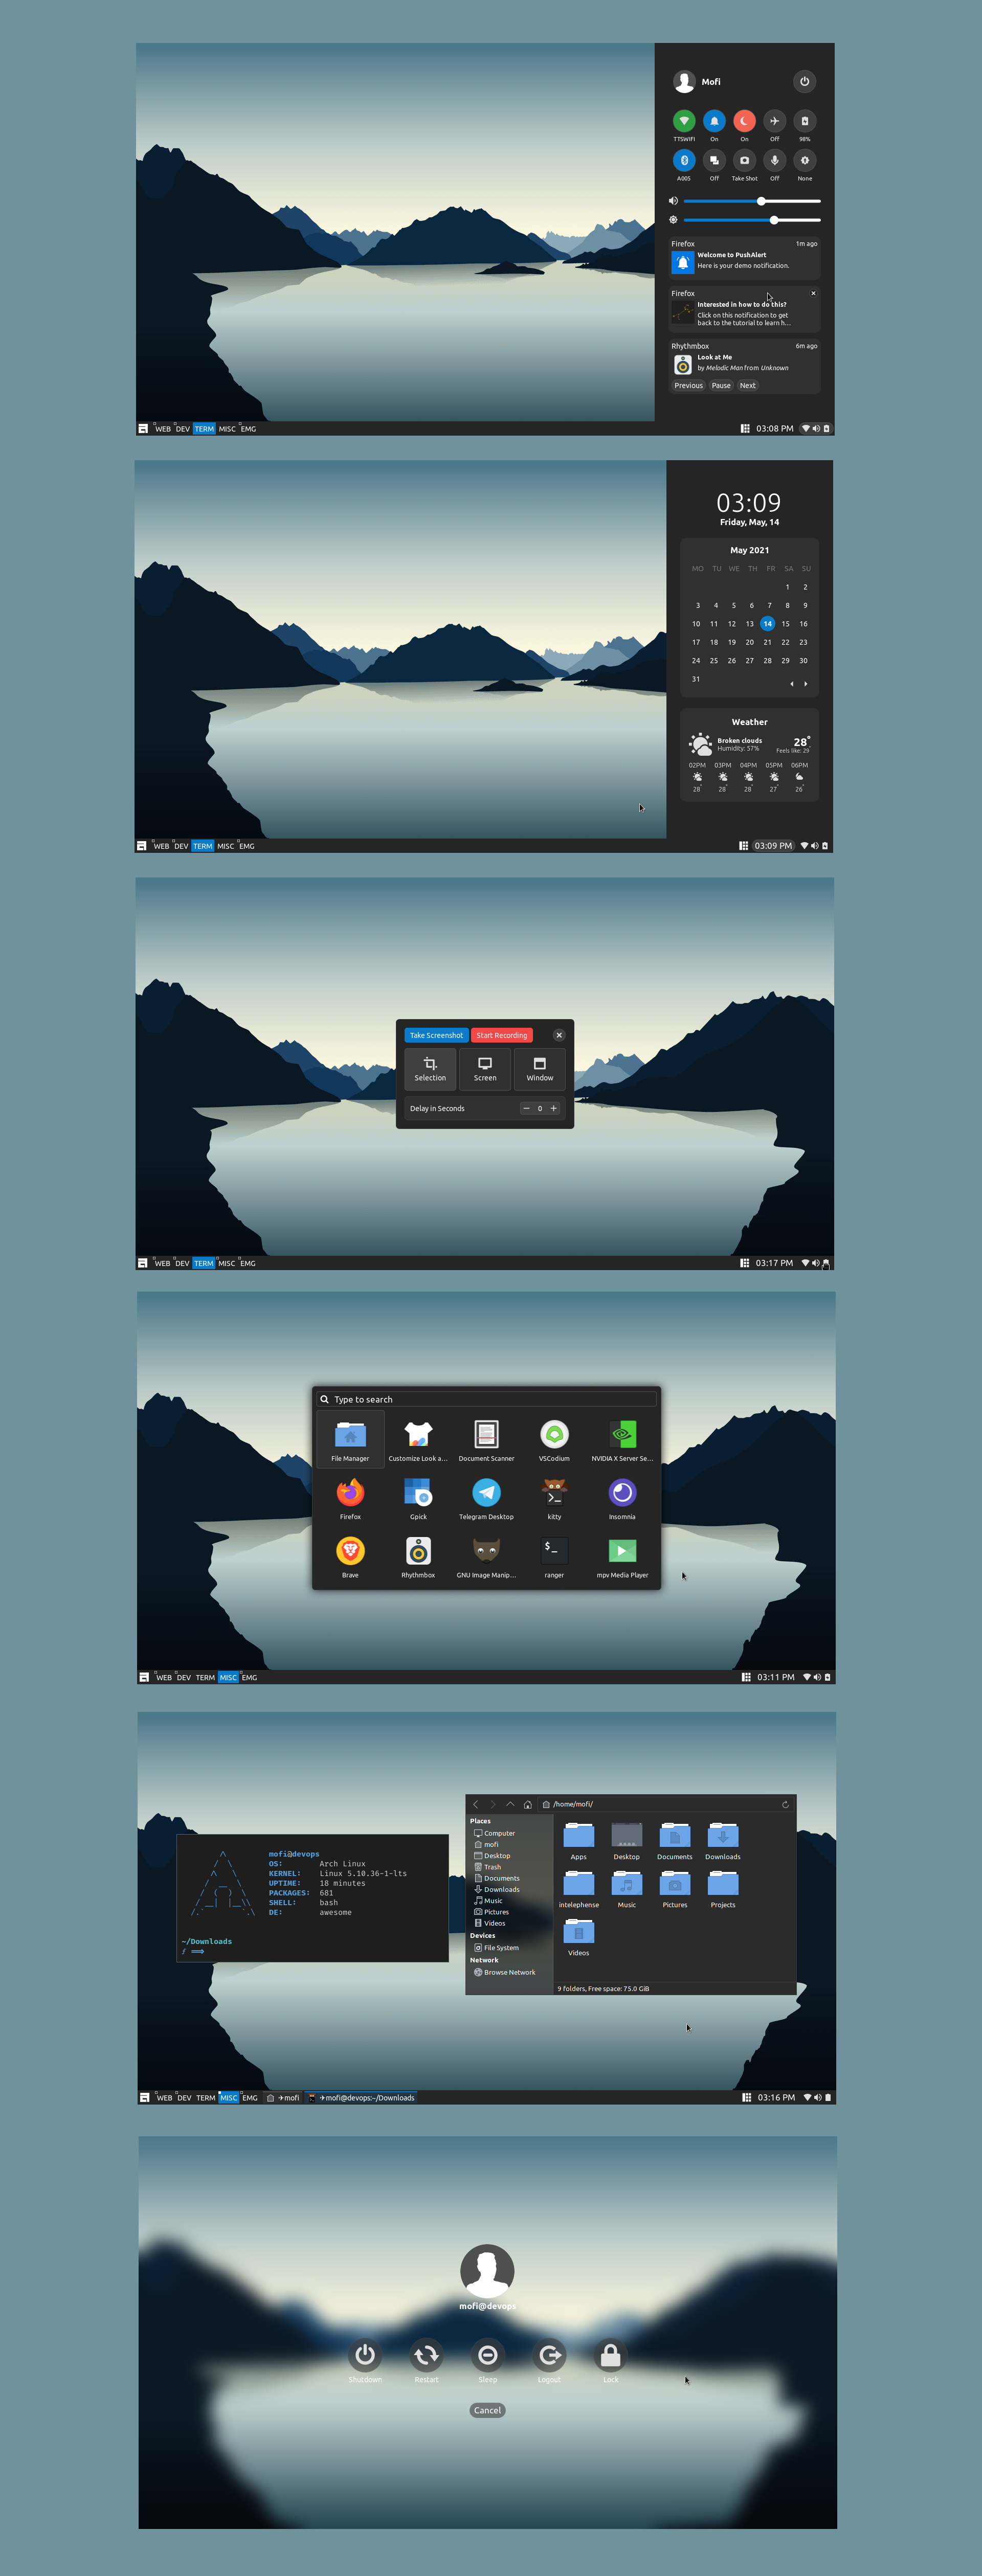 Mofi
TTSWIFI On On Off 98%
A005 Off Take Shot Off None
Firefox 1m ago
Welcome to PushAlert
Here is your demo notification.
Firefox
Interested in how to do this?
Click on this notification to get
back to the tutorial to learn h...
Rhythmbox 6m ago
Look at Me
by Melodic Man from Unknown
Previous Pause Next
WEB DEV TERM MISC EMG 03:08 PM
03:09
Friday, May, 14
May 2021
MO TU WE TH FR SA SU
1 2
3 4 5 6 7 8 9
10 11 12 13 14 15 16
17 18 19 20 21 22 23
24 25 26 27 28 29 30
31
Weather
Broken clouds 28°
Humidity: 57% Feels like: 29
02PM 03PM 04PM 05PM 06PM
28° 28° 28° 27° 26°
WEB DEV TERM MISC EMG 03:09 PM
Take Screenshot Start Recording
Selection Screen Window
Delay in Seconds − 0 +
WEB DEV TERM MISC EMG 03:17 PM
Type to search
File Manager Customize Look a... Document Scanner VSCodium NVIDIA X Server Se...
Firefox Gpick Telegram Desktop kitty Insomnia
Brave Rhythmbox GNU Image Manip... ranger mpv Media Player
WEB DEV TERM MISC EMG 03:11 PM
mofi@devops
OS: Arch Linux
KERNEL: Linux 5.10.36-1-lts
UPTIME: 18 minutes
PACKAGES: 681
SHELL: bash
DE: awesome
~/Downloads
/home/mofi/
Places
Computer
mofi
Desktop
Trash
Documents
Downloads
Music
Pictures
Videos
Devices
File System
Network
Browse Network
Apps Desktop Documents Downloads
intelephense Music Pictures Projects
Videos
9 folders, Free space: 75.0 GiB
WEB DEV TERM MISC EMG ✈mofi ✈mofi@devops:~/Downloads 03:16 PM
mofi@devops
Shutdown Restart Sleep Logout Lock
Cancel